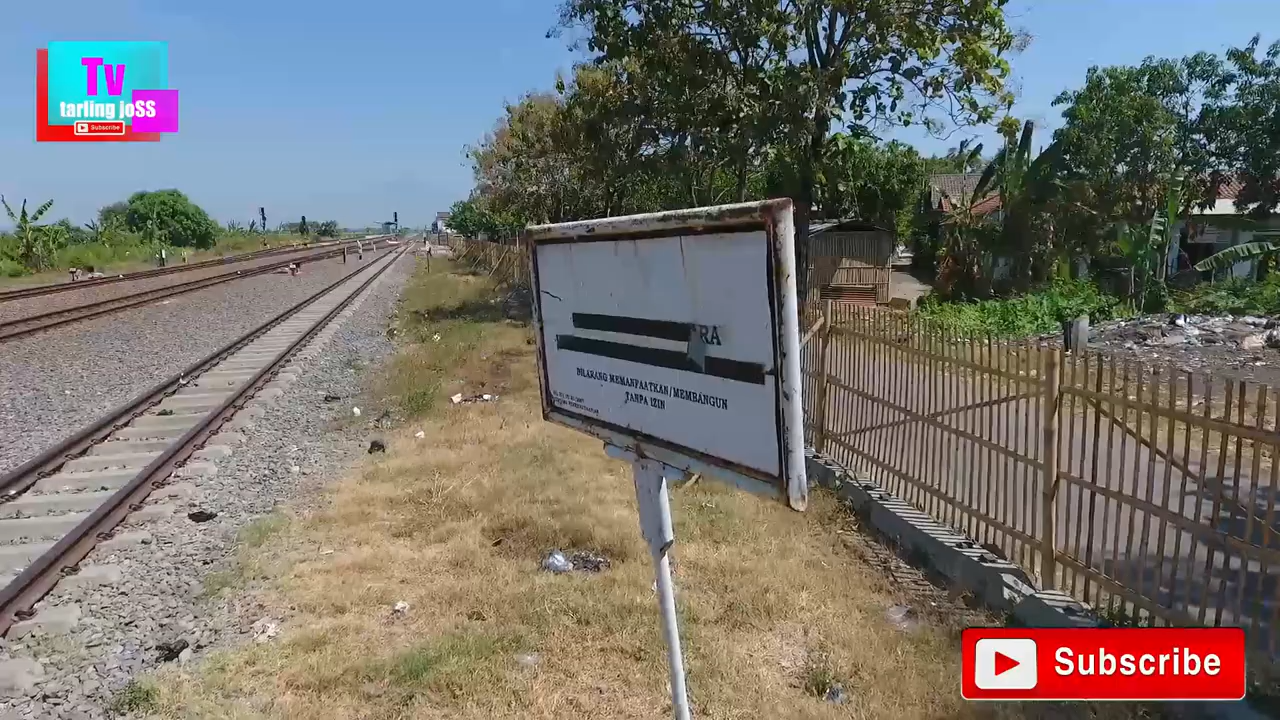 Tv
tarling joSS
Subscribe
RA
DILARANG MEMANFAATKAN/MEMBANGUN
TANPA IZIN
Subscribe